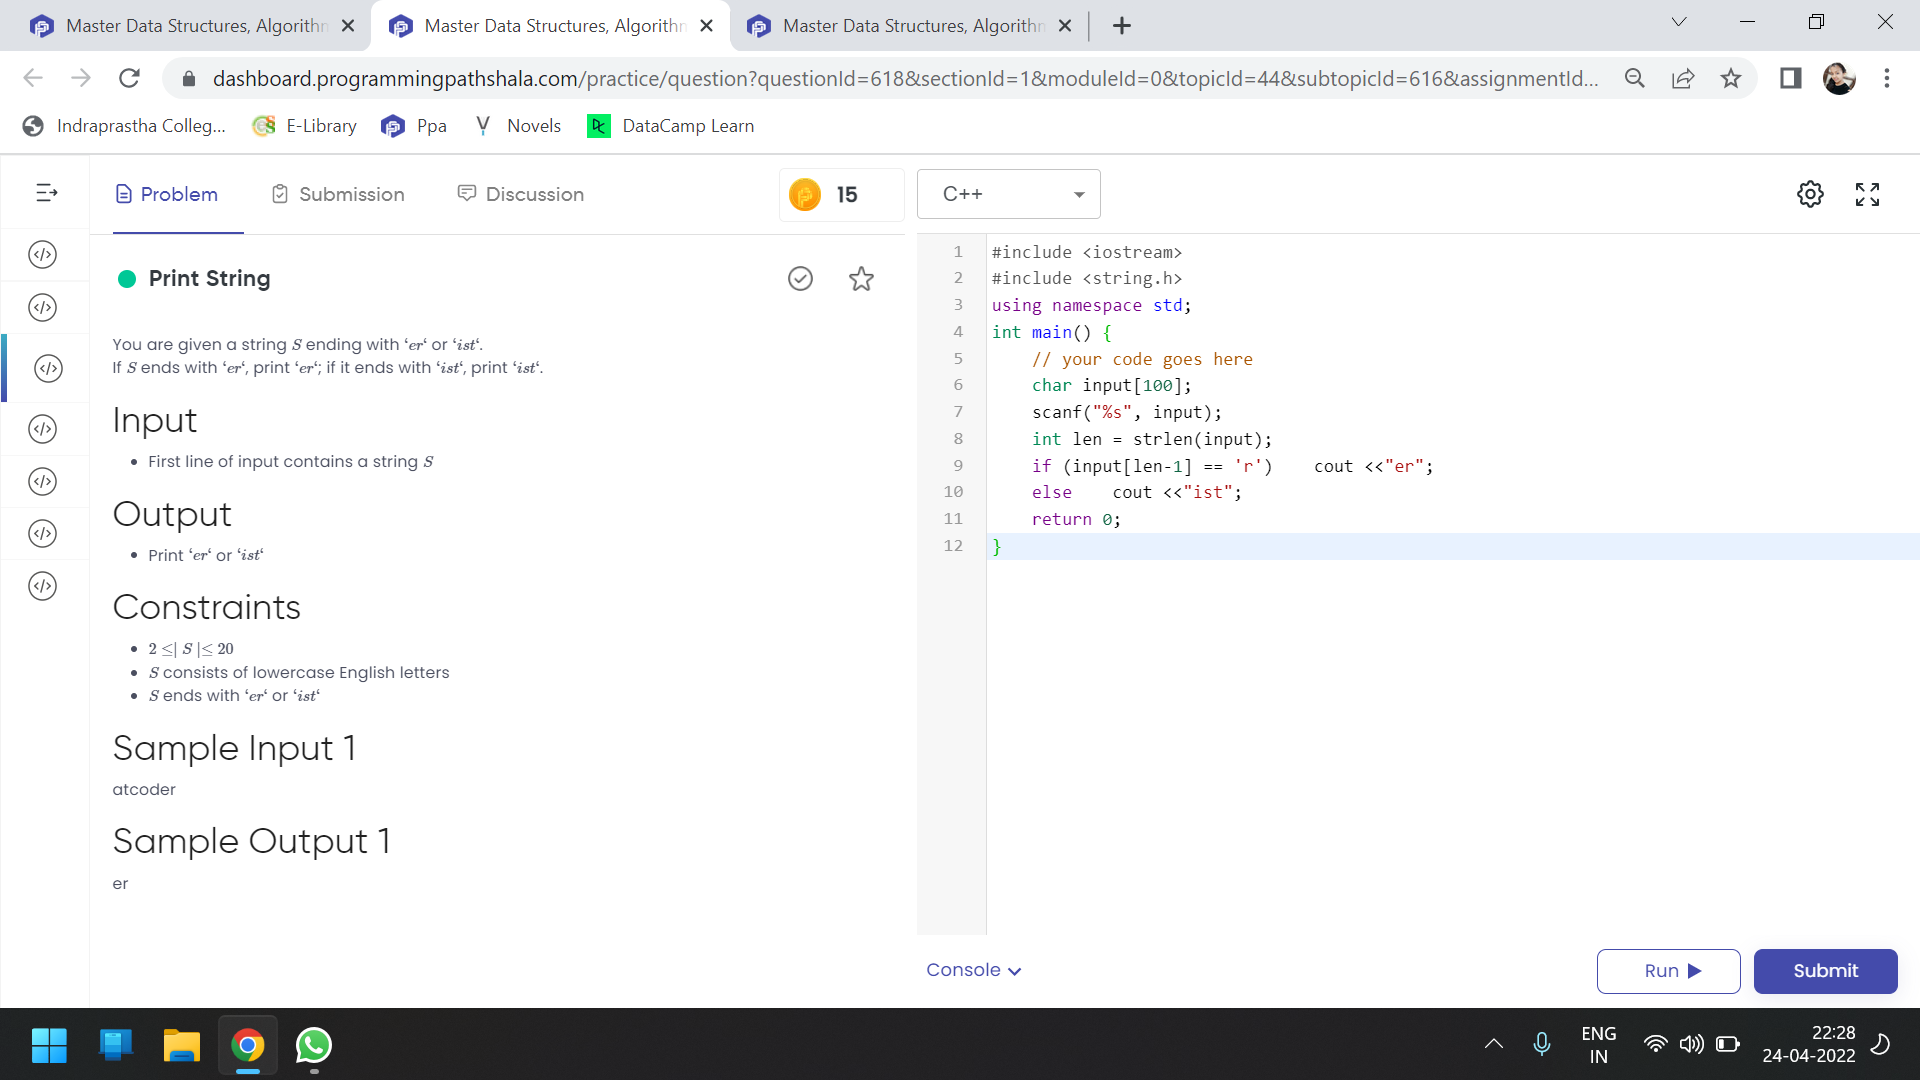 Master Data Structures, Algorithm
Master Data Structures, Algorithm
Master Data Structures, Algorithm
dashboard.programmingpathshala.com/practice/question?questionId=618&sectionId=1&moduleId=0&topicId=44&subtopicId=616&assignmentId...
Indraprastha Colleg...
E-Library
Ppa
Novels
DataCamp Learn
Problem
Submission
Discussion
15
C++
Print String
You are given a string S ending with ‘er‘ or ‘ist‘.
If S ends with ‘er‘, print ‘er‘; if it ends with ‘ist‘, print ‘ist‘.
Input
• First line of input contains a string S
Output
• Print ‘er‘ or ‘ist‘
Constraints
• 2 ≤| S |≤ 20
• S consists of lowercase English letters
• S ends with ‘er‘ or ‘ist‘
Sample Input 1
atcoder
Sample Output 1
er
1 #include <iostream>
2 #include <string.h>
3 using namespace std;
4 int main() {
5     // your code goes here
6     char input[100];
7     scanf("%s", input);
8     int len = strlen(input);
9     if (input[len-1] == 'r')    cout <<"er";
10     else    cout <<"ist";
11     return 0;
12 }
Console
Run
Submit
ENG
IN
22:28
24-04-2022